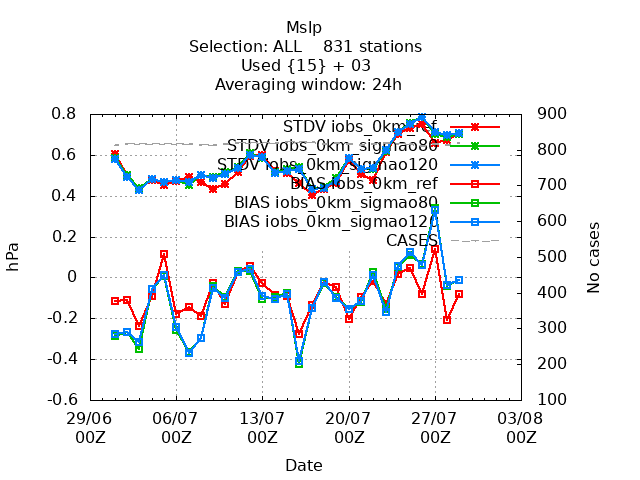 Mslp
Selection: ALL 831 stations
Used {15} + 03
Averaging window: 24h
0.8
0.6
0.4
0.2
0
-0.2
-0.4
-0.6
hPa
900
800
700
600
500
400
300
200
100
No cases
STDV iobs_0km_ref
STDV iobs_0km_sigmao80
STDV iobs_0km_sigmao120
BIAS iobs_0km_ref
BIAS iobs_0km_sigmao80
BIAS iobs_0km_sigmao120
CASES
29/06 06/07 13/07 20/07 27/07 03/08
00Z 00Z 00Z 00Z 00Z 00Z
Date